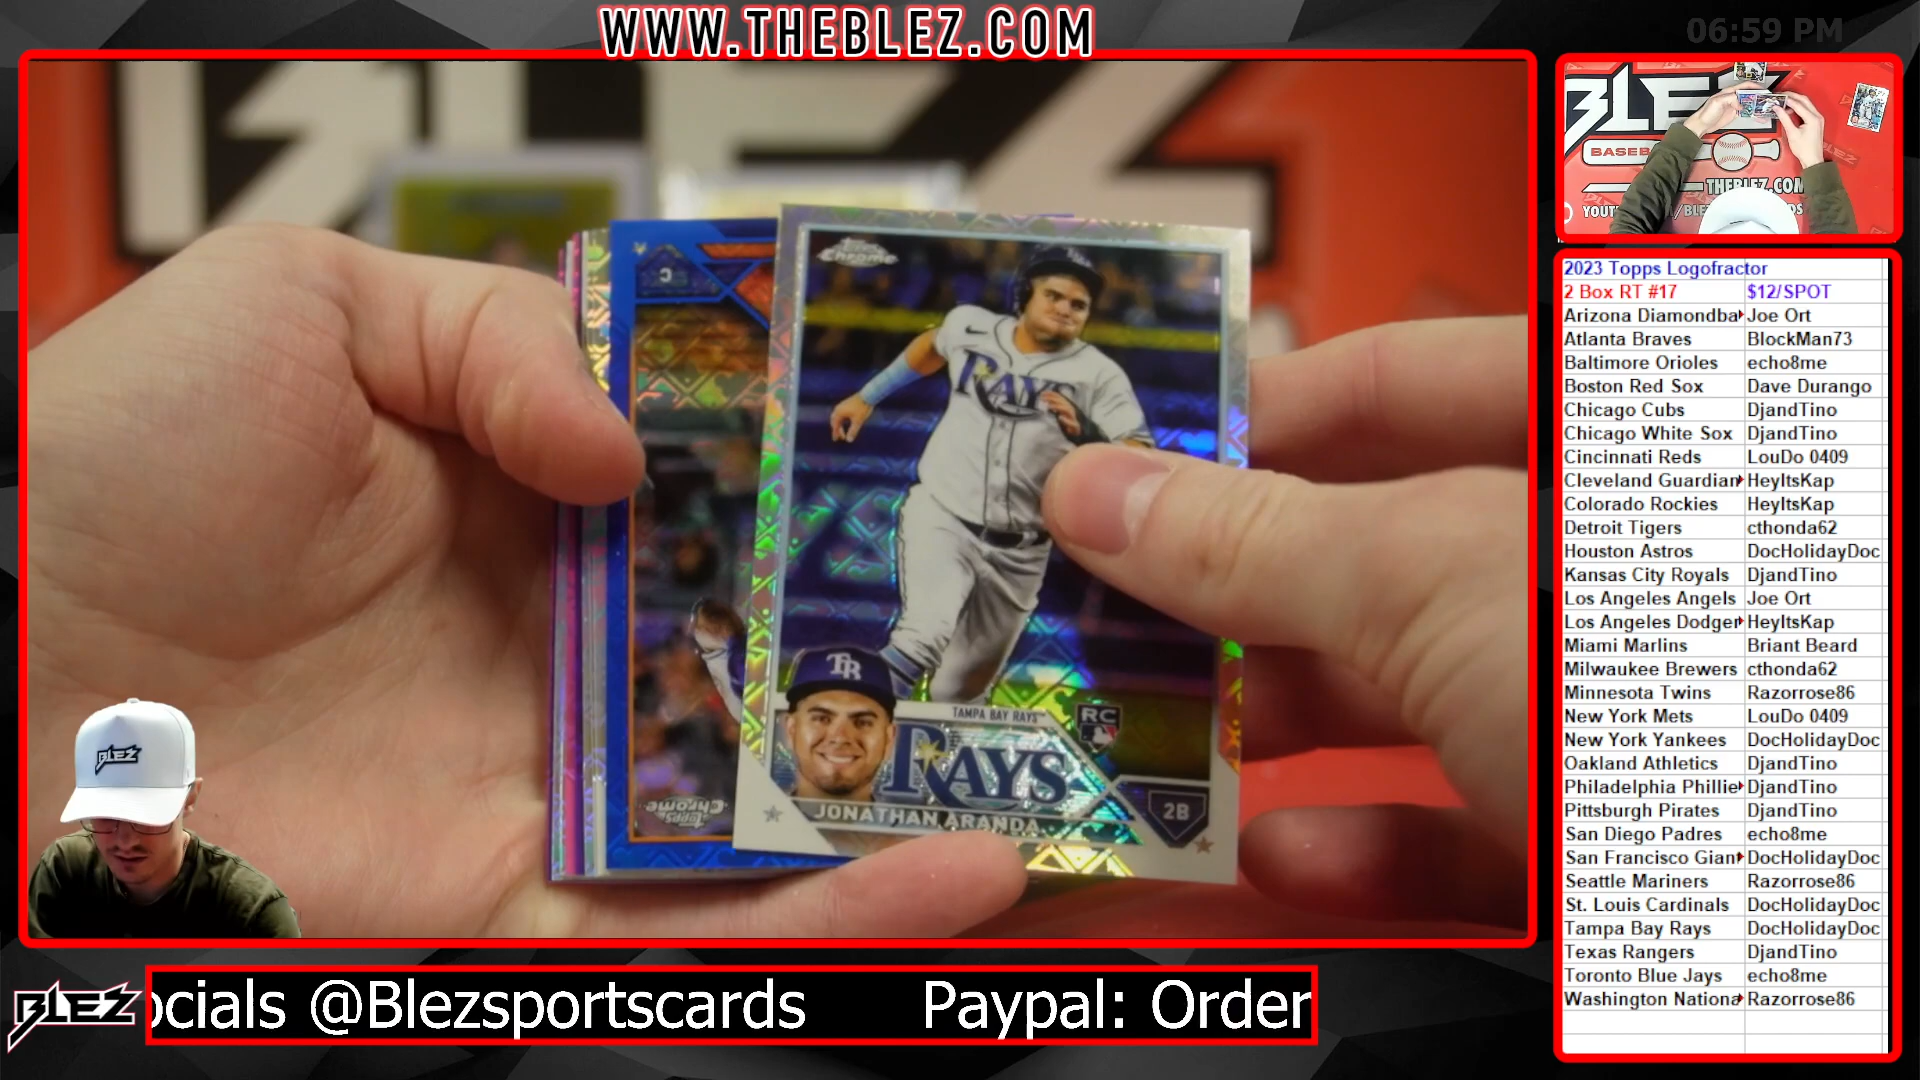 WWW.THEBLEZ.COM
06:59 PM
BLEZ
BASEB
THEBLEZ.COM
2023 Topps Logofractor
2 Box RT #17 $12/SPOT
Arizona Diamondba Joe Ort
Atlanta Braves BlockMan73
Baltimore Orioles echo8me
Boston Red Sox Dave Durango
Chicago Cubs DjandTino
Chicago White Sox DjandTino
Cincinnati Reds LouDo 0409
Cleveland Guardian HeyItsKap
Colorado Rockies HeyItsKap
Detroit Tigers cthonda62
Houston Astros DocHolidayDoc
Kansas City Royals DjandTino
Los Angeles Angels Joe Ort
Los Angeles Dodger HeyItsKap
Miami Marlins Briant Beard
Milwaukee Brewers cthonda62
Minnesota Twins Razorrose86
New York Mets LouDo 0409
New York Yankees DocHolidayDoc
Oakland Athletics DjandTino
Philadelphia Phillie DjandTino
Pittsburgh Pirates DjandTino
San Diego Padres echo8me
San Francisco Giant DocHolidayDoc
Seattle Mariners Razorrose86
St. Louis Cardinals DocHolidayDoc
Tampa Bay Rays DocHolidayDoc
Texas Rangers DjandTino
Toronto Blue Jays echo8me
Washington Nationa Razorrose86
Topps
Chrome
RAYS
TB
TAMPA BAY RAYS
RC
RAYS
JONATHAN ARANDA
2B
C
Topps
Chrome
BLEZ
BLEZ
ocials @Blezsportscards Paypal: Order